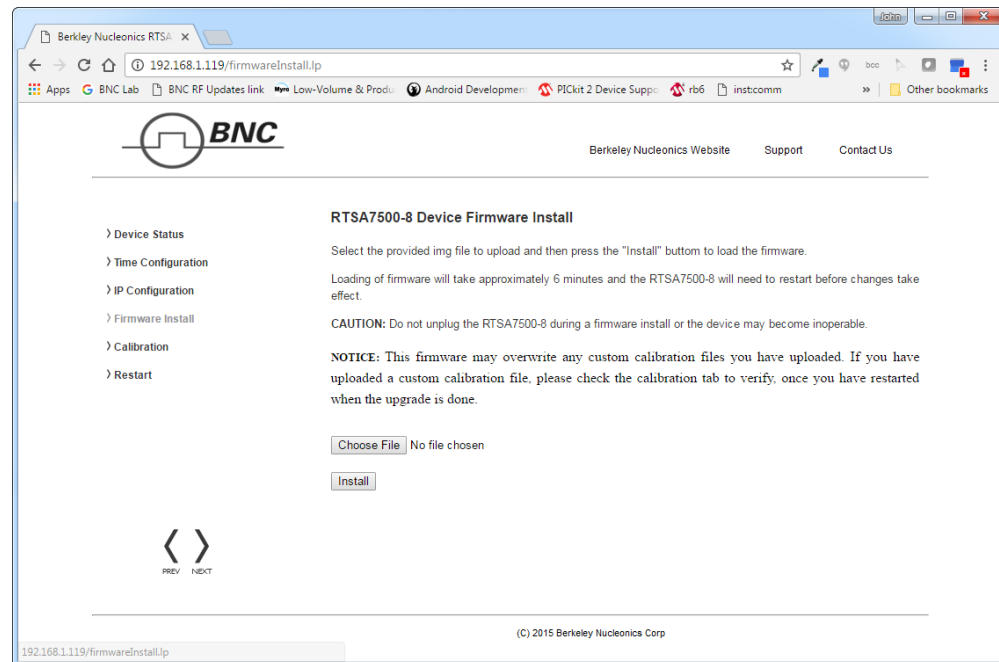 John
Berkley Nucleonics RTSA
192.168.1.119/firmwareInstall.lp
bcc
Apps
BNC Lab
BNC RF Updates link
Low-Volume & Produ
Android Developmen
PICkit 2 Device Suppo
rb6
inst:comm
»
Other bookmarks
BNC
Berkeley Nucleonics Website
Support
Contact Us
Device Status
Time Configuration
IP Configuration
Firmware Install
Calibration
Restart
RTSA7500-8 Device Firmware Install
Select the provided img file to upload and then press the "Install" buttom to load the firmware.
Loading of firmware will take approximately 6 minutes and the RTSA7500-8 will need to restart before changes take
effect.
CAUTION: Do not unplug the RTSA7500-8 during a firmware install or the device may become inoperable.
NOTICE: This firmware may overwrite any custom calibration files you have uploaded. If you have
uploaded a custom calibration file, please check the calibration tab to verify, once you have restarted
when the upgrade is done.
Choose File No file chosen
Install
PREV NEXT
(C) 2015 Berkeley Nucleonics Corp
192.168.1.119/firmwareInstall.lp